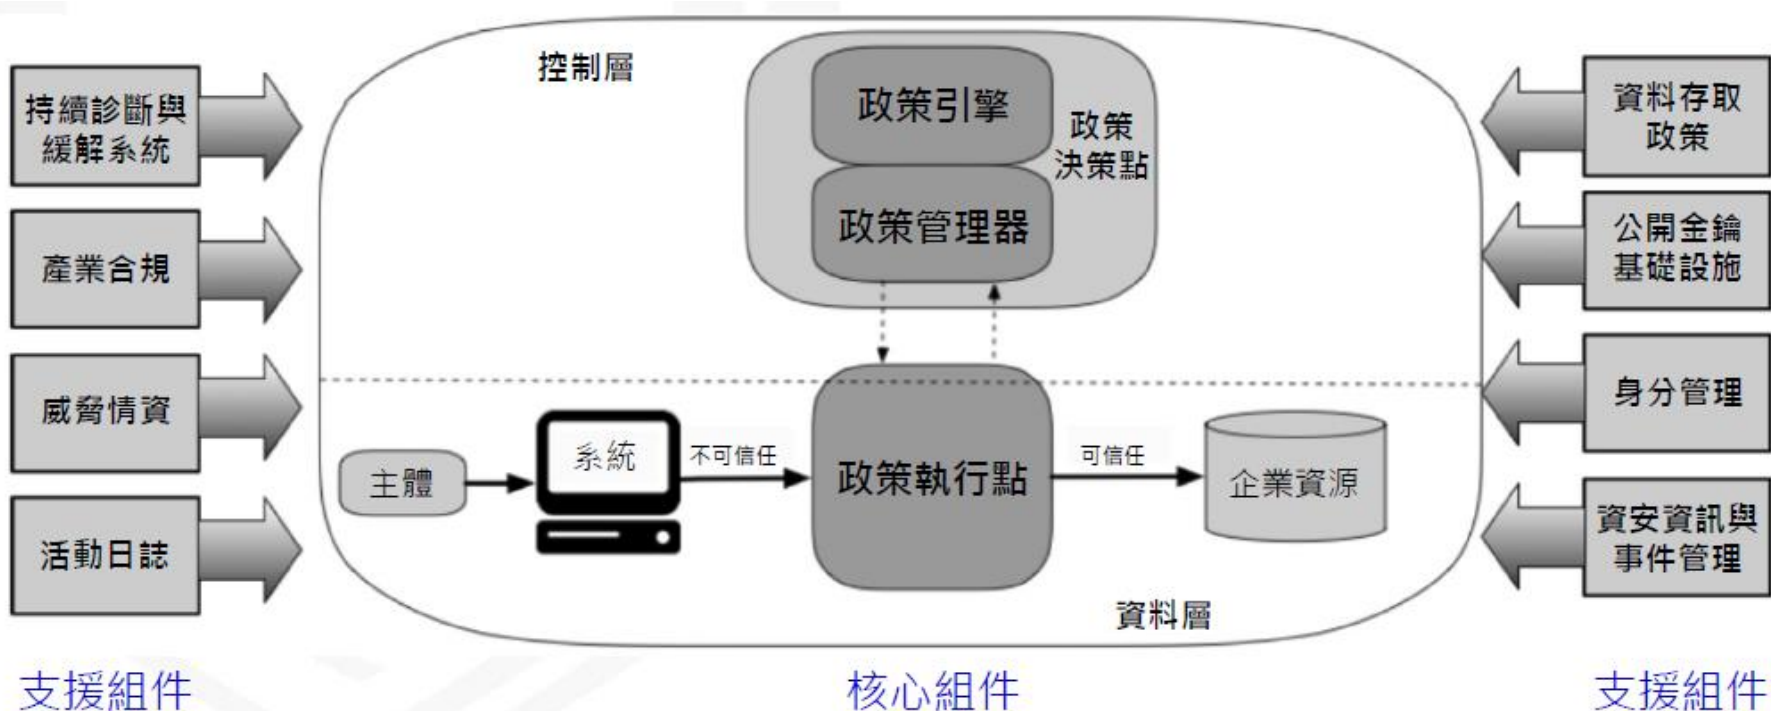 控制層
持續診斷與
緩解系統
產業合規
威脅情資
活動日誌
政策引擎
政策管理器
政策
決策點
主體
系統
不可信任
政策執行點
可信任
企業資源
資料層
資料存取
政策
公開金鑰
基礎設施
身分管理
資安資訊與
事件管理
支援組件
核心組件
支援組件